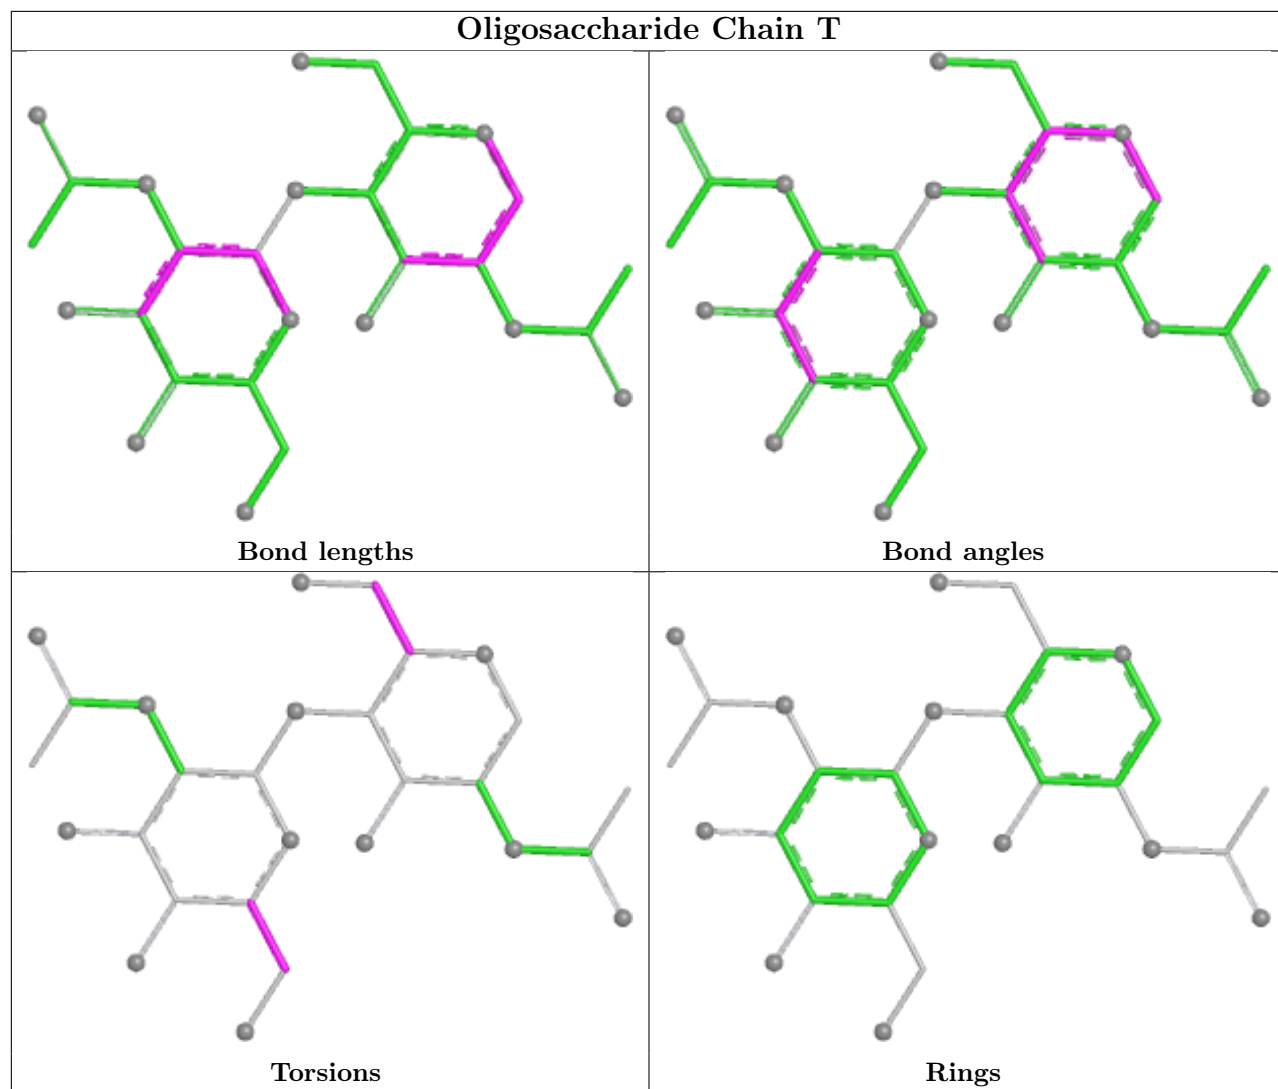 Oligosaccharide Chain T
Bond lengths
Bond angles
Torsions
Rings